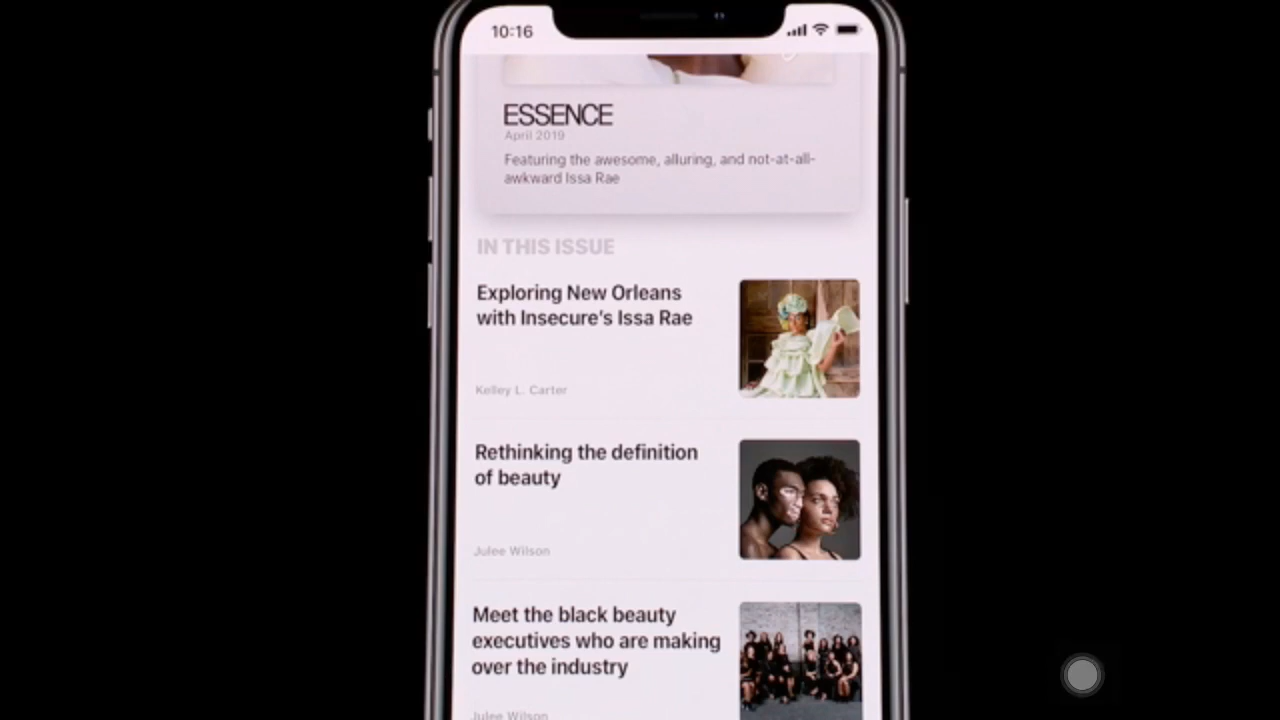 10:16
ESSENCE
April 2019
Featuring the awesome, alluring, and not-at-all-
awkward Issa Rae
IN THIS ISSUE
Exploring New Orleans
with Insecure's Issa Rae
Kelley L. Carter
Rethinking the definition
of beauty
Julee Wilson
Meet the black beauty
executives who are making
over the industry
Julee Wilson